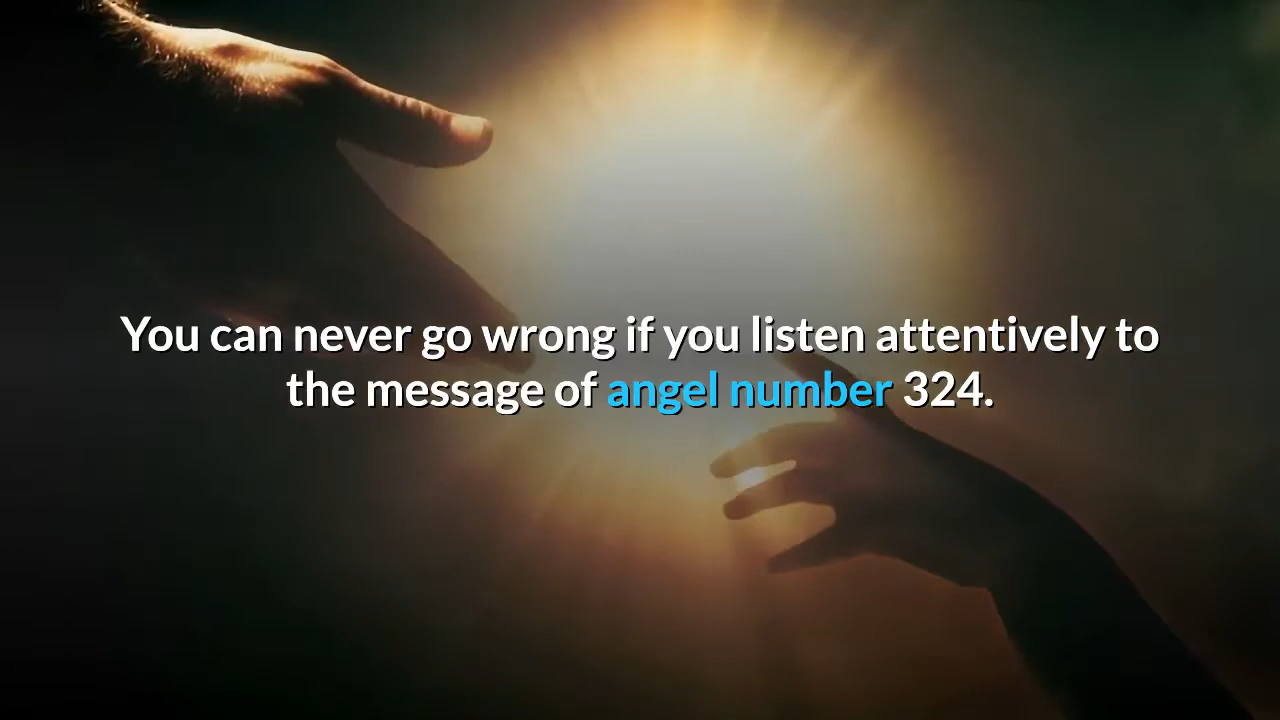 You can never go wrong if you listen attentively to
the message of angel number 324.